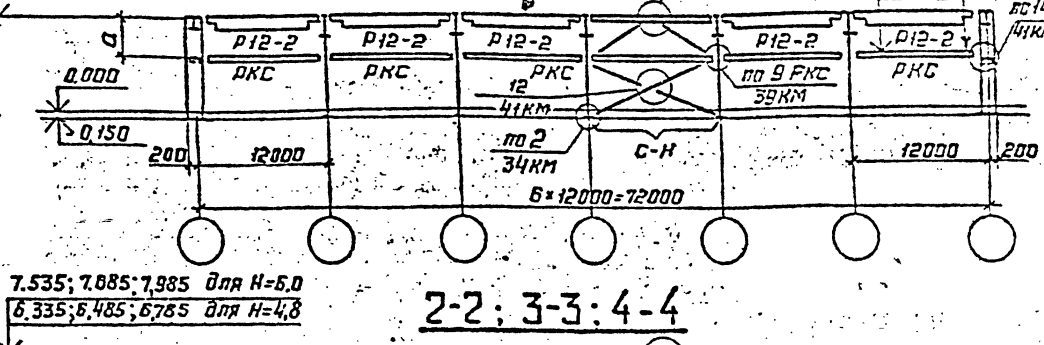 а
Р12-2 Р12-2 Р12-2 Р12-2 Р12-2
РКС РКС РКС РКС
0,000
0,150
12
41КМ
по 9 РКС
39КМ
41КМ
по 2
34КМ
С-Н
200 12000 12000 200
6×12000=72000
7.535; 7.685; 7,985 для Н=6,0
6.335; 6,485; 6,785 для Н=4,8
2-2; 3-3; 4-4